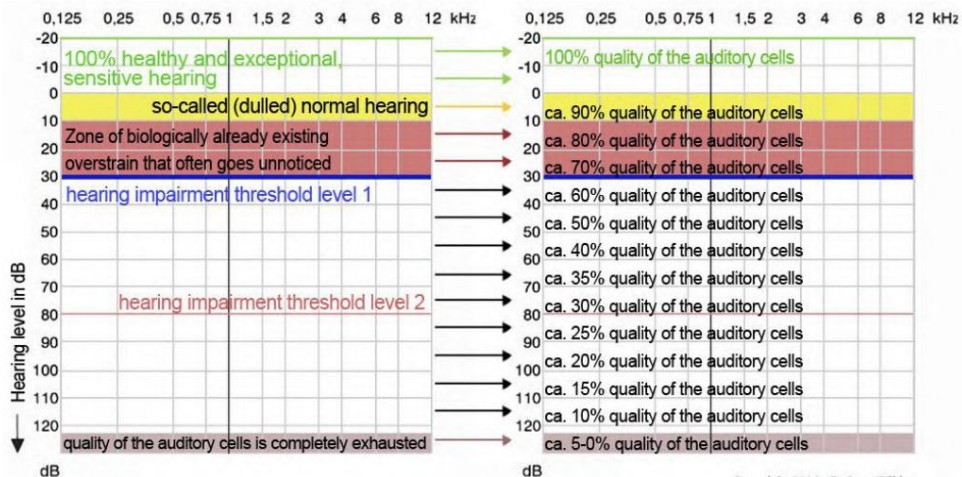 0,125 0,25 0,5 0,75 1 1,5 2 3 4 6 8 12 kHz
-20
-10
0
10
20
30
40
50
60
70
80
90
100
110
120
dB
Hearing level in dB
100% healthy and exceptional,
sensitive hearing
so-called (dulled) normal hearing
Zone of biologically already existing
overstrain that often goes unnoticed
hearing impairment threshold level 1
hearing impairment threshold level 2
quality of the auditory cells is completely exhausted
0,125 0,25 0,5 0,75 1 1,5 2 3 4 6 8 12 kHz
-20
-10
0
10
20
30
40
50
60
70
80
90
100
110
120
dB
100% quality of the auditory cells
ca. 90% quality of the auditory cells
ca. 80% quality of the auditory cells
ca. 70% quality of the auditory cells
ca. 60% quality of the auditory cells
ca. 50% quality of the auditory cells
ca. 40% quality of the auditory cells
ca. 35% quality of the auditory cells
ca. 30% quality of the auditory cells
ca. 25% quality of the auditory cells
ca. 20% quality of the auditory cells
ca. 15% quality of the auditory cells
ca. 10% quality of the auditory cells
ca. 5-0% quality of the auditory cells